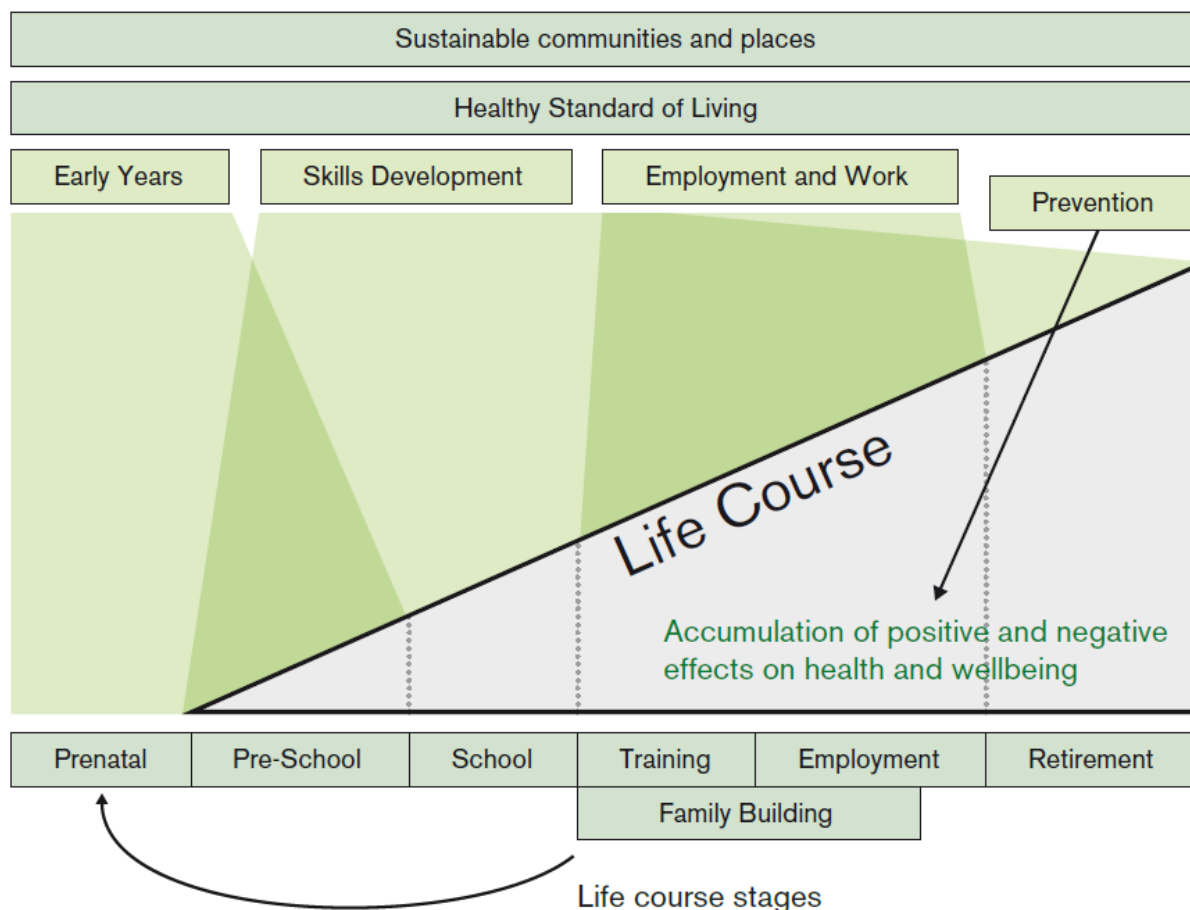 Sustainable communities and places
Healthy Standard of Living
Early Years
Skills Development
Employment and Work
Prevention
Life Course
Accumulation of positive and negative
effects on health and wellbeing
Prenatal
Pre-School
School
Training
Employment
Retirement
Family Building
Life course stages